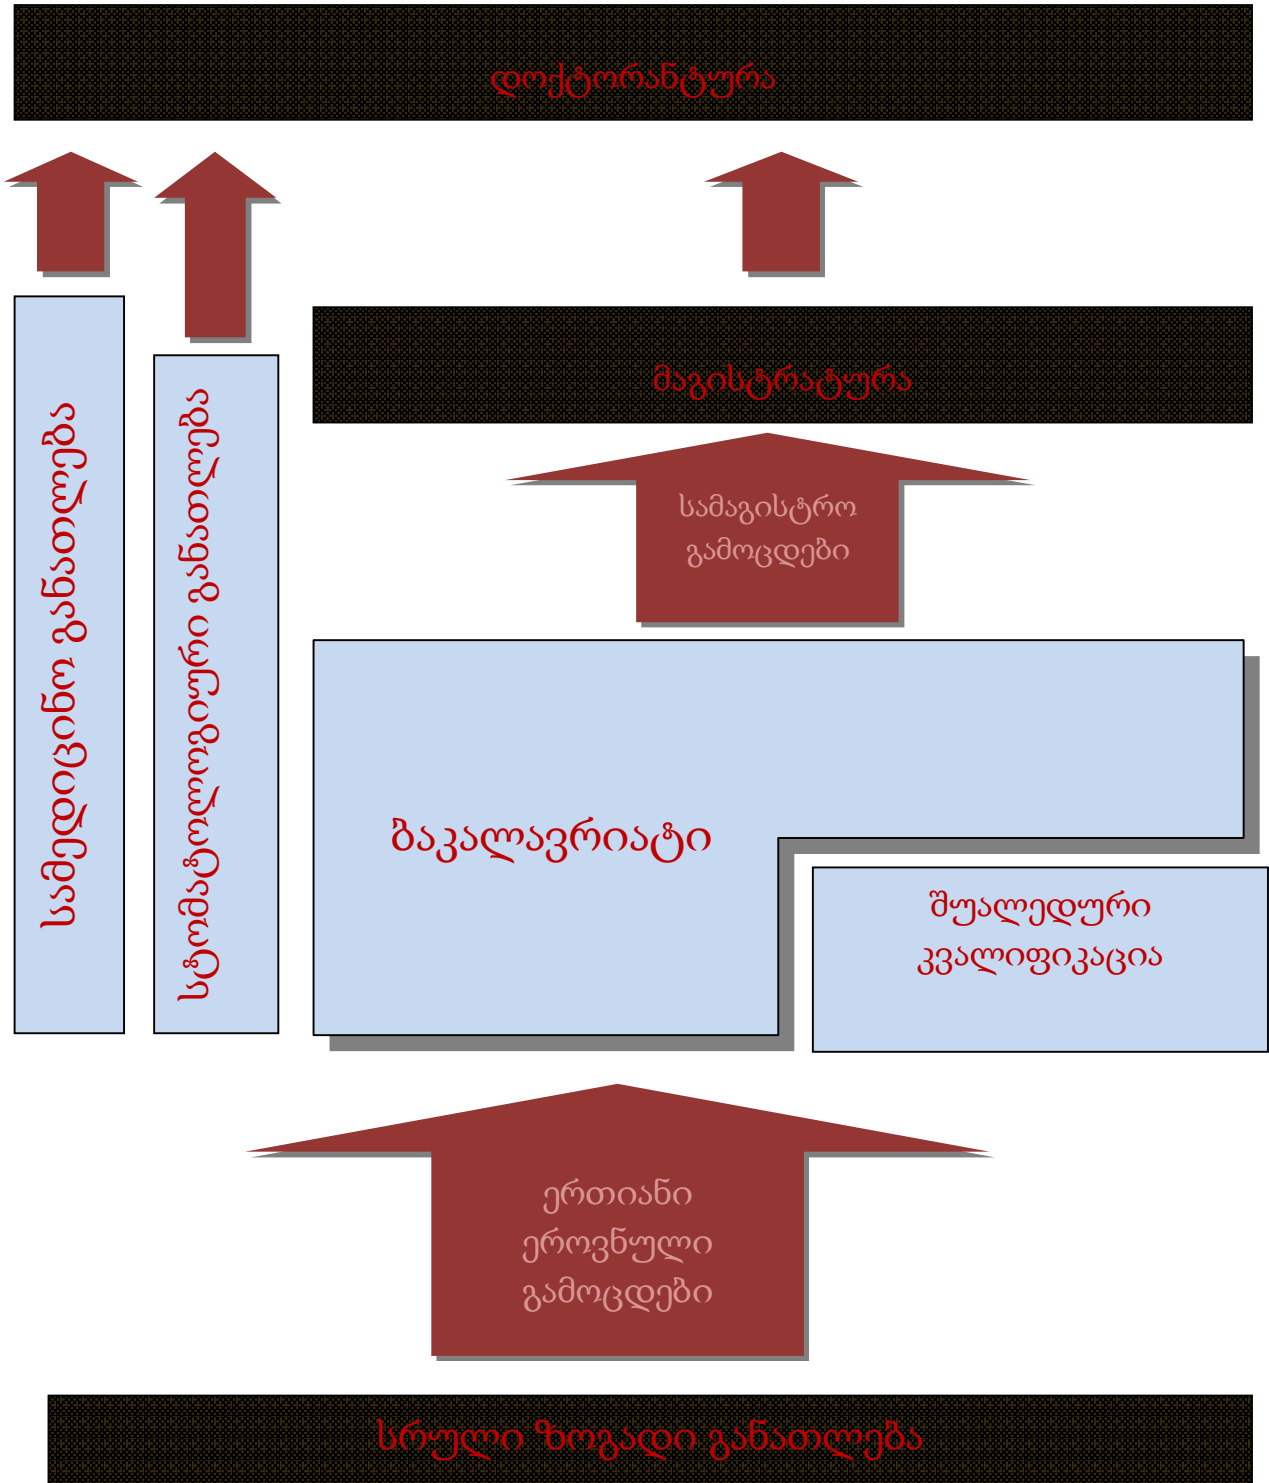 დოქტორანტურა
მაგისტრატურა
სამედიცინო განათლება
სტომატოლოგიური განათლება
სამაგისტრო
გამოცდები
ბაკალავრიატი
შუალედური
კვალიფიკაცია
ერთიანი
ეროვნული
გამოცდები
სრული ზოგადი განათლება